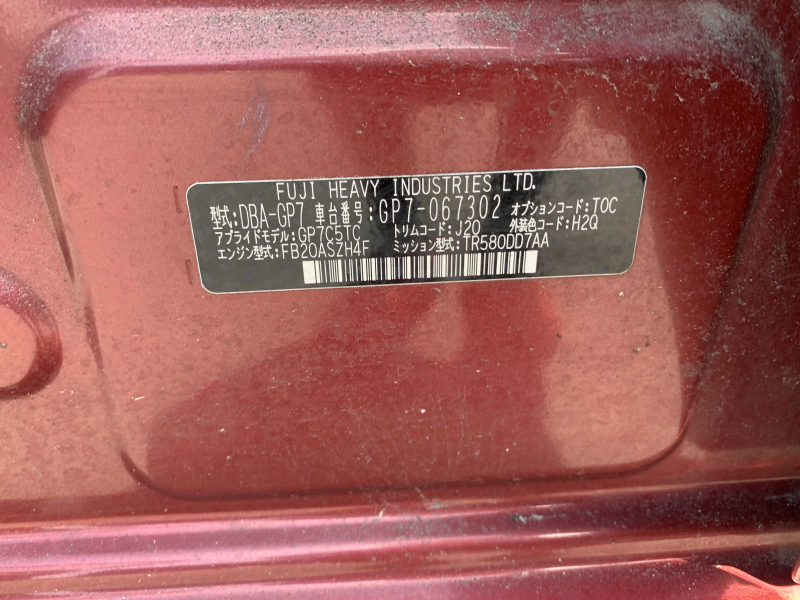 FUJI HEAVY INDUSTRIES LTD.
型式:DBA-GP7 車台番号:GP7-067302 オプションコード:TOC
アプライドモデル:GP7C5TC トリムコード:J20 外装色コード:H2Q
エンジン型式:FB20ASZH4F ミッション型式:TR580DD7AA